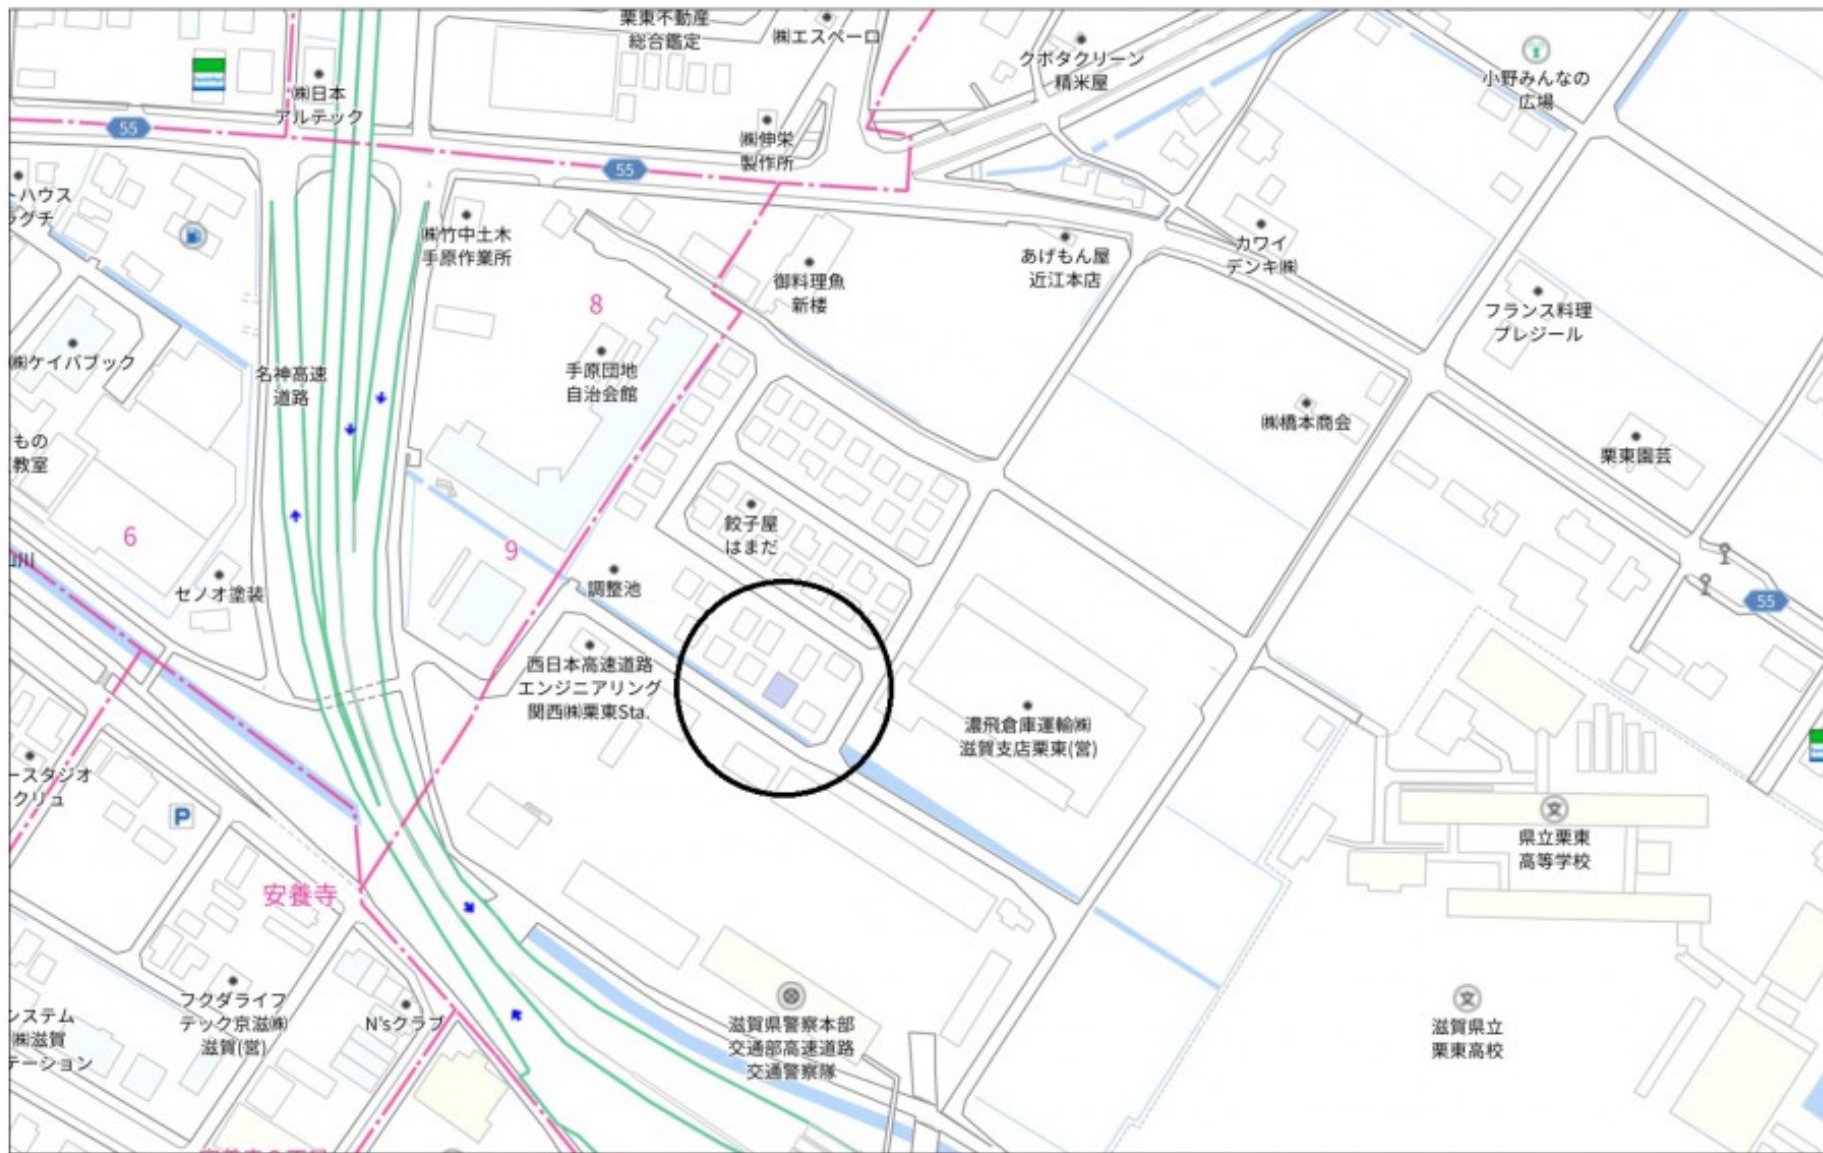 栗東不動産
総合鑑定
㈱エスペーロ
クボタクリーン
精米屋
小野みんなの
広場
FamilyMart
㈱日本
アルテック
55
㈱伸栄
製作所
55
トハウス
㈱竹中土木
手原作業所
カワイ
デンキ㈱
あげもん屋
近江本店
御料理魚
新楼
8
フランス料理
プレジール
㈱ケイバブック
手原団地
自治会館
名神高速
道路
㈱橋本商会
もの
教室
栗東園芸
餃子屋
はまだ
6
9
川
セノオ塗装
調整池
55
西日本高速道路
エンジニアリング
関西㈱栗東Sta.
濃飛倉庫運輸㈱
滋賀支店栗東(営)
ースタジオ
クリュ
P
文
県立栗東
高等学校
安養寺
フクダライフ
テック京滋㈱
滋賀(営)
N'sクラブ
システム
㈱滋賀
テーション
滋賀県警察本部
交通部高速道路
交通警察隊
文
滋賀県立
栗東高校